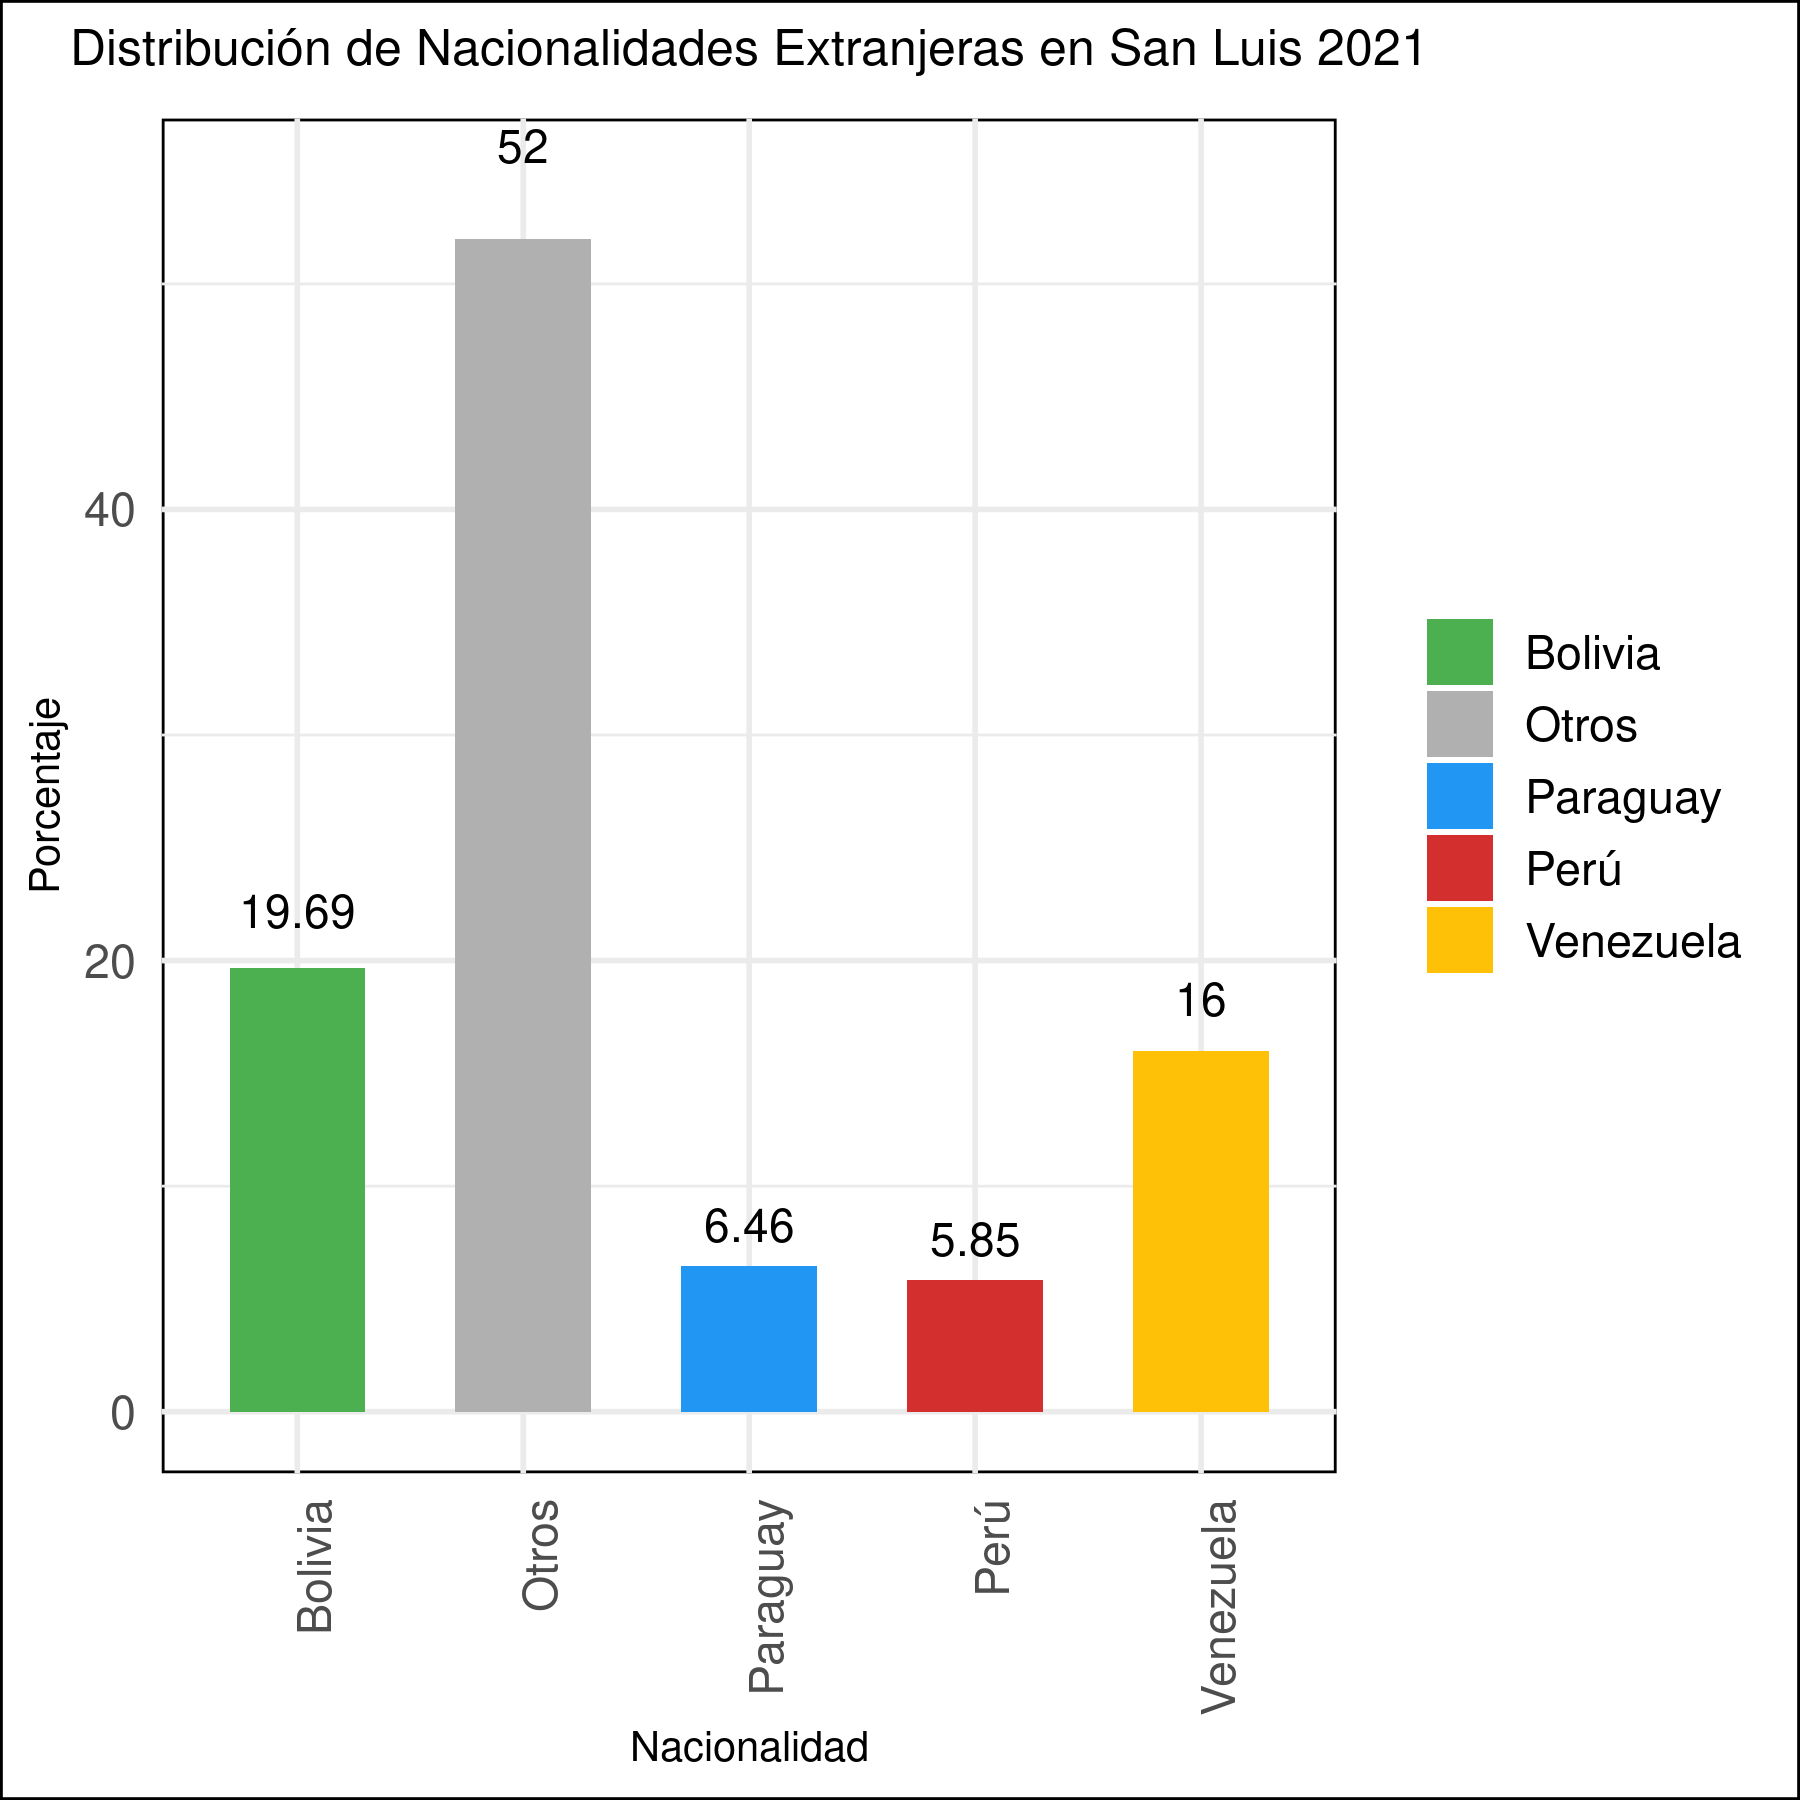 Distribución de Nacionalidades Extranjeras en San Luis 2021
52
40
Porcentaje
19.69
20
16
6.46
5.85
0
Bolivia
Otros
Paraguay
Perú
Venezuela
Nacionalidad
Bolivia
Otros
Paraguay
Perú
Venezuela